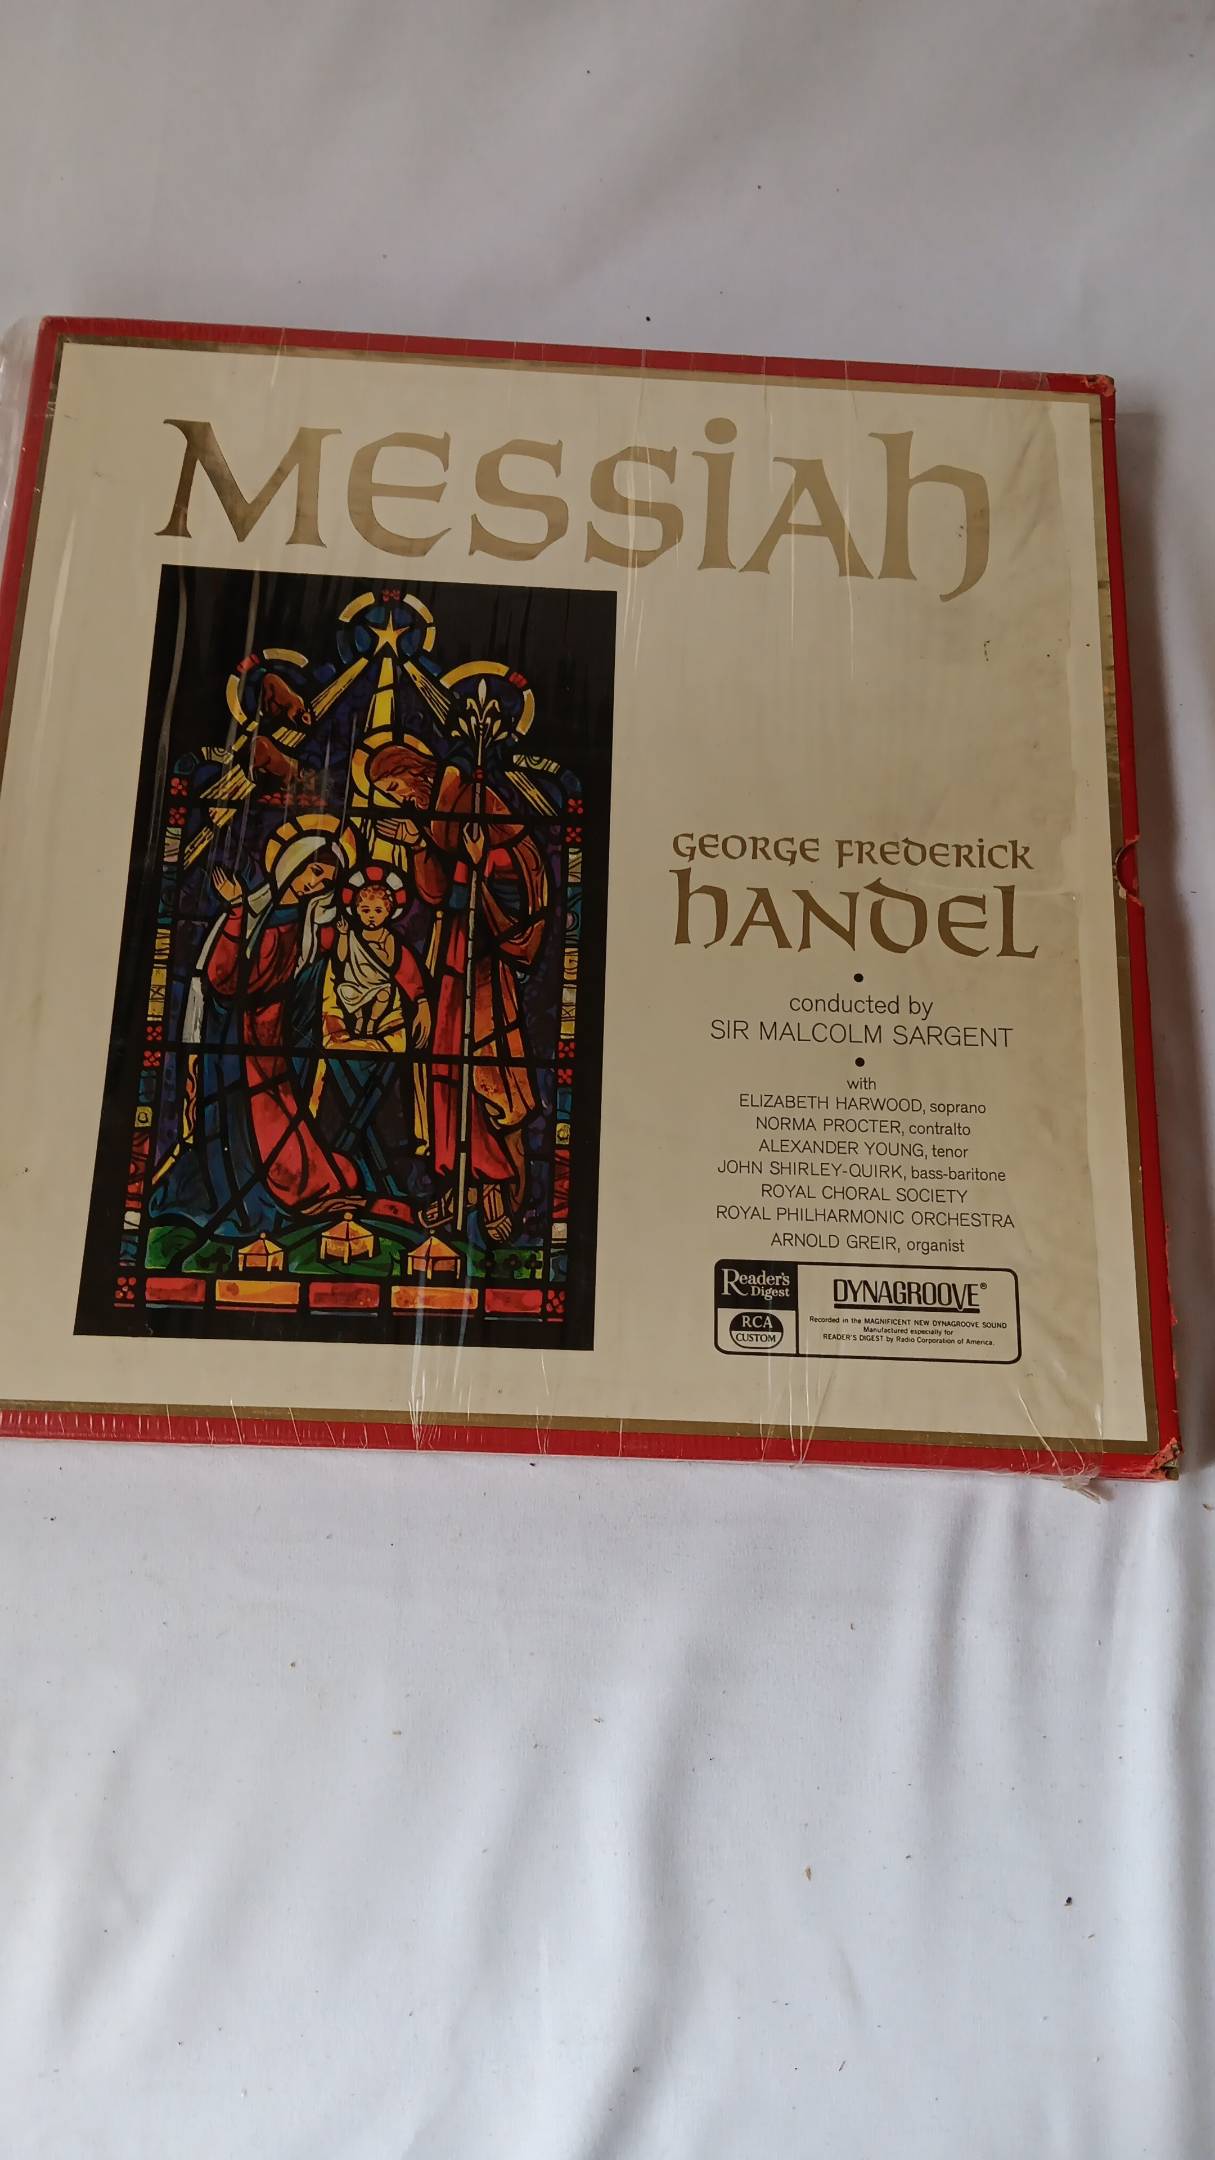 MESSiAh
GEORGE FREDERiCK
hANDEL
•
conducted by
SIR MALCOLM SARGENT
•
with
ELIZABETH HARWOOD, soprano
NORMA PROCTER, contralto
ALEXANDER YOUNG, tenor
JOHN SHIRLEY-QUIRK, bass-baritone
ROYAL CHORAL SOCIETY
ROYAL PHILHARMONIC ORCHESTRA
ARNOLD GREIR, organist
Reader's
Digest
RCA
CUSTOM
DYNAGROOVE®
Recorded in the MAGNIFICENT NEW DYNAGROOVE SOUND
Manufactured especially for
READER'S DIGEST by Radio Corporation of America.